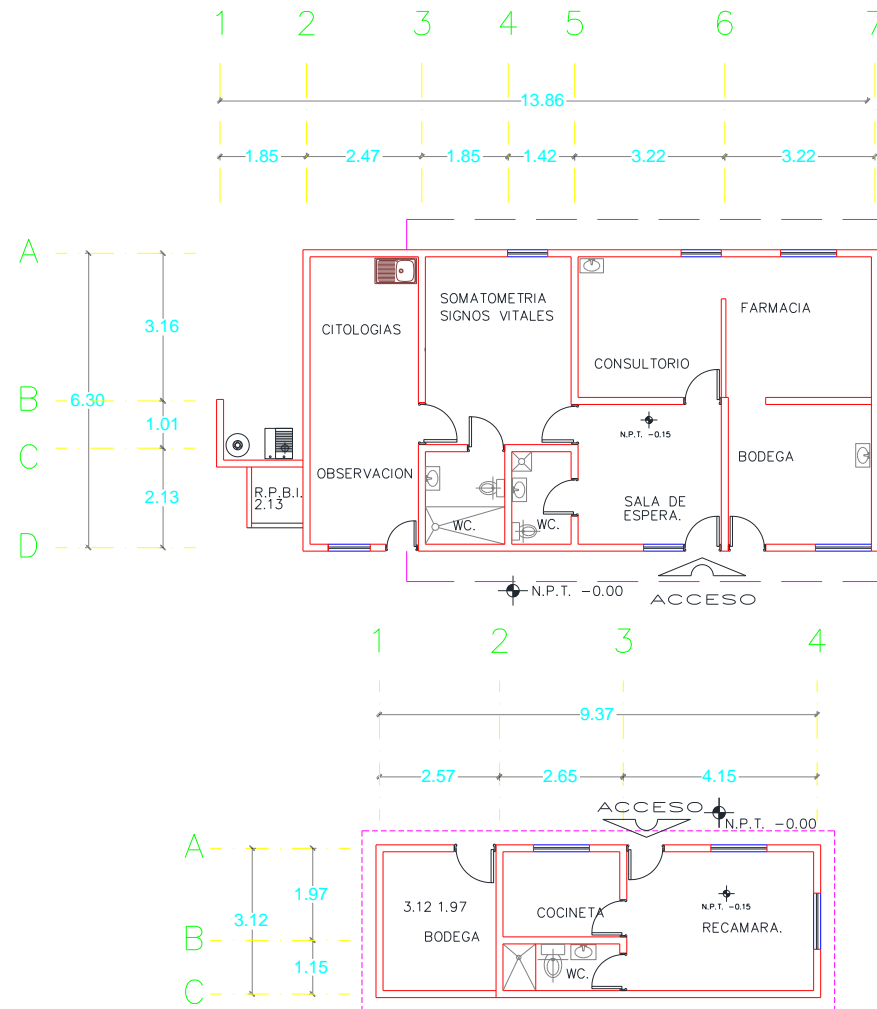 1 2 3 4 5 6 7
13.86
1.85 2.47 1.85 1.42 3.22 3.22
A
3.16
B
6.30
1.01
C
2.13
D
CITOLOGIAS
OBSERVACION
R.P.B.I.
2.13
SOMATOMETRIA
SIGNOS VITALES
WC.
WC.
CONSULTORIO
N.P.T. -0.15
SALA DE
ESPERA.
FARMACIA
BODEGA
N.P.T. -0.00
ACCESO
1 2 3 4
9.37
2.57 2.65 4.15
ACCESO
N.P.T. -0.00
A
1.97
3.12
B
1.15
C
3.12 1.97
BODEGA
COCINETA
WC.
N.P.T. -0.15
RECAMARA.